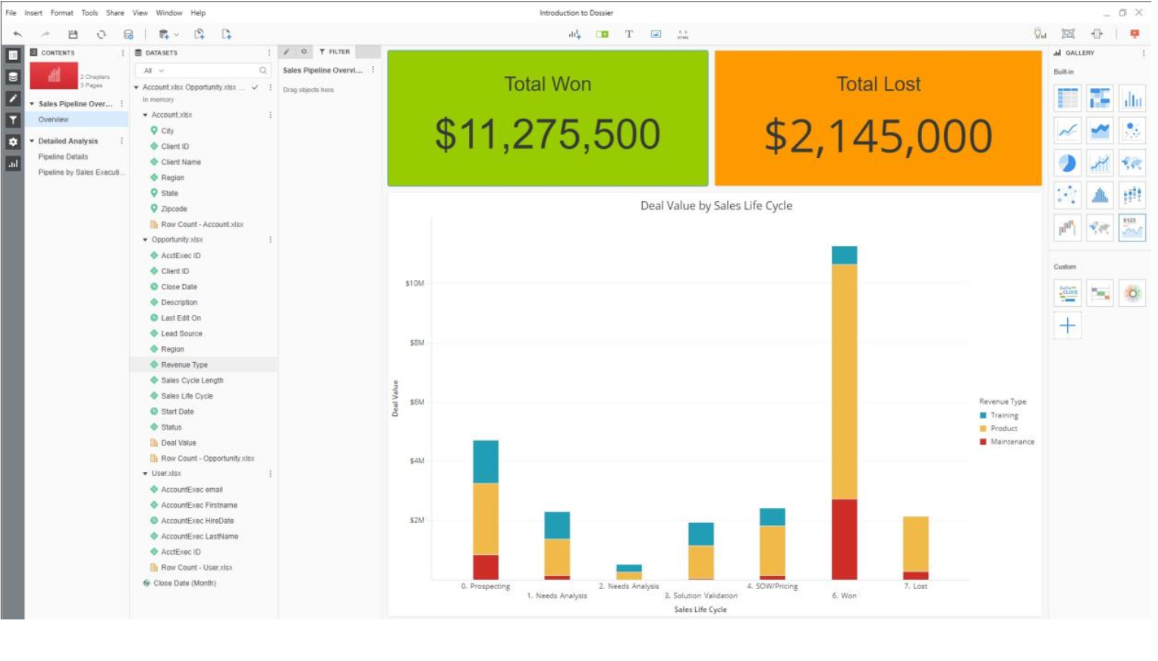 File Insert Format Tools Share View Window Help
Introduction to Dossier
CONTENTS
2 Chapters
3 Pages
Sales Pipeline Over...
Overview
Detailed Analysis
Pipeline Details
Pipeline by Sales Executi...
DATASETS
All
Account.xlsx Opportunity.xlsx ...
In memory
Account.xlsx
City
Client ID
Client Name
Region
State
Zipcode
Row Count - Account.xlsx
Opportunity.xlsx
AcctExec ID
Client ID
Close Date
Description
Last Edit On
Lead Source
Region
Revenue Type
Sales Cycle Length
Sales Life Cycle
Start Date
Status
Deal Value
Row Count - Opportunity.xlsx
User.xlsx
AccountExec email
AccountExec Firstname
AccountExec HireDate
AccountExec LastName
AcctExec ID
Row Count - User.xlsx
Close Date (Month)
FILTER
Sales Pipeline Overvi...
Drag objects here.
Total Won
$11,275,500
Total Lost
$2,145,000
Deal Value by Sales Life Cycle
Deal Value
$10M
$8M
$6M
$4M
$2M
0. Prospecting
1. Needs Analysis
2. Needs Analysis
3. Solution Validation
4. SOW/Pricing
6. Won
7. Lost
Sales Life Cycle
Revenue Type
Training
Product
Maintenance
GALLERY
Built-in
$123
Custom